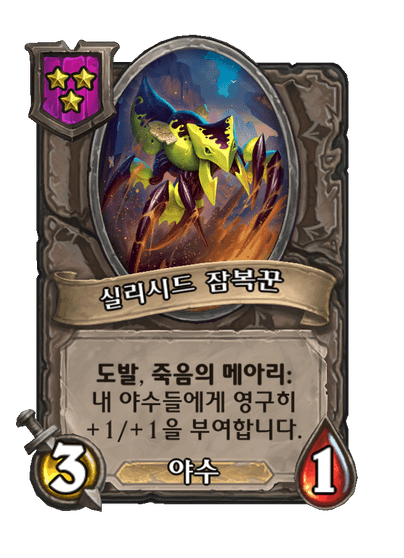 실리시드 잠복꾼
도발, 죽음의 메아리:
내 야수들에게 영구히
+1/+1을 부여합니다.
3
야수
1